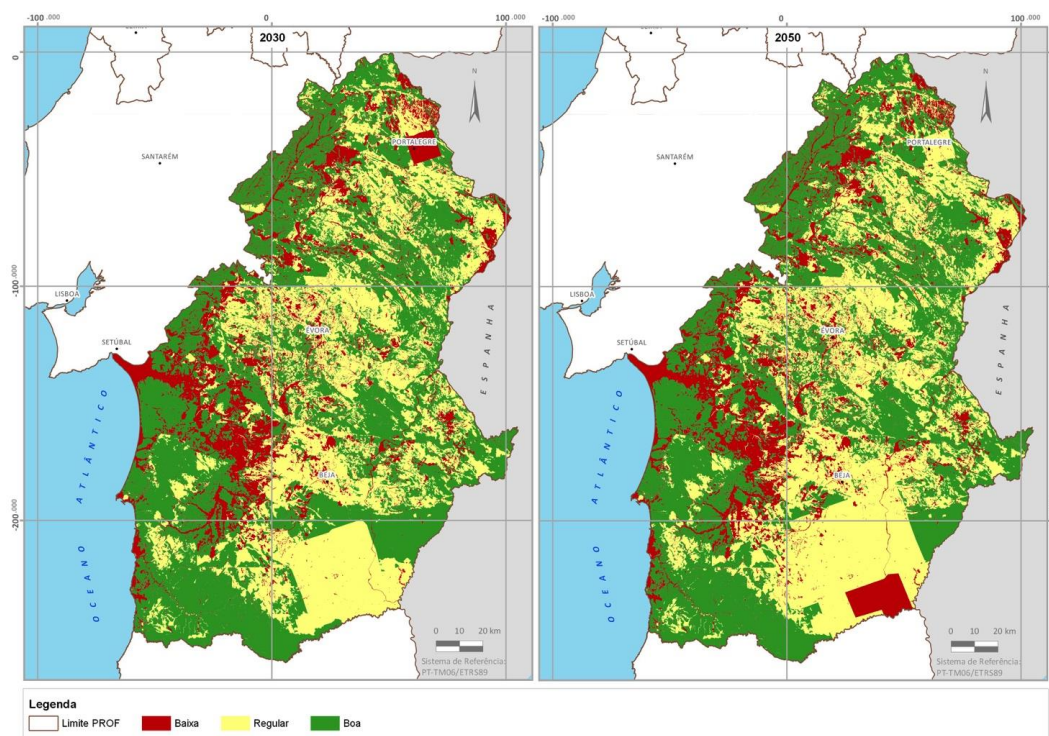 -100.000
0
100.000
2030
0
N
PORTALEGRE
SANTARÉM
-100.000
LISBOA
ÉVORA
SETÚBAL
ESPANHA
OCEANO ATLÂNTICO
BEJA
-200.000
0 10 20 km
Sistema de Referência:
PT-TM06/ETRS89
-100.000
0
100.000
2050
N
PORTALEGRE
SANTARÉM
LISBOA
ÉVORA
SETÚBAL
ESPANHA
OCEANO ATLÂNTICO
BEJA
0 10 20 km
Sistema de Referência:
PT-TM06/ETRS89
Legenda
Limite PROF
Baixa
Regular
Boa